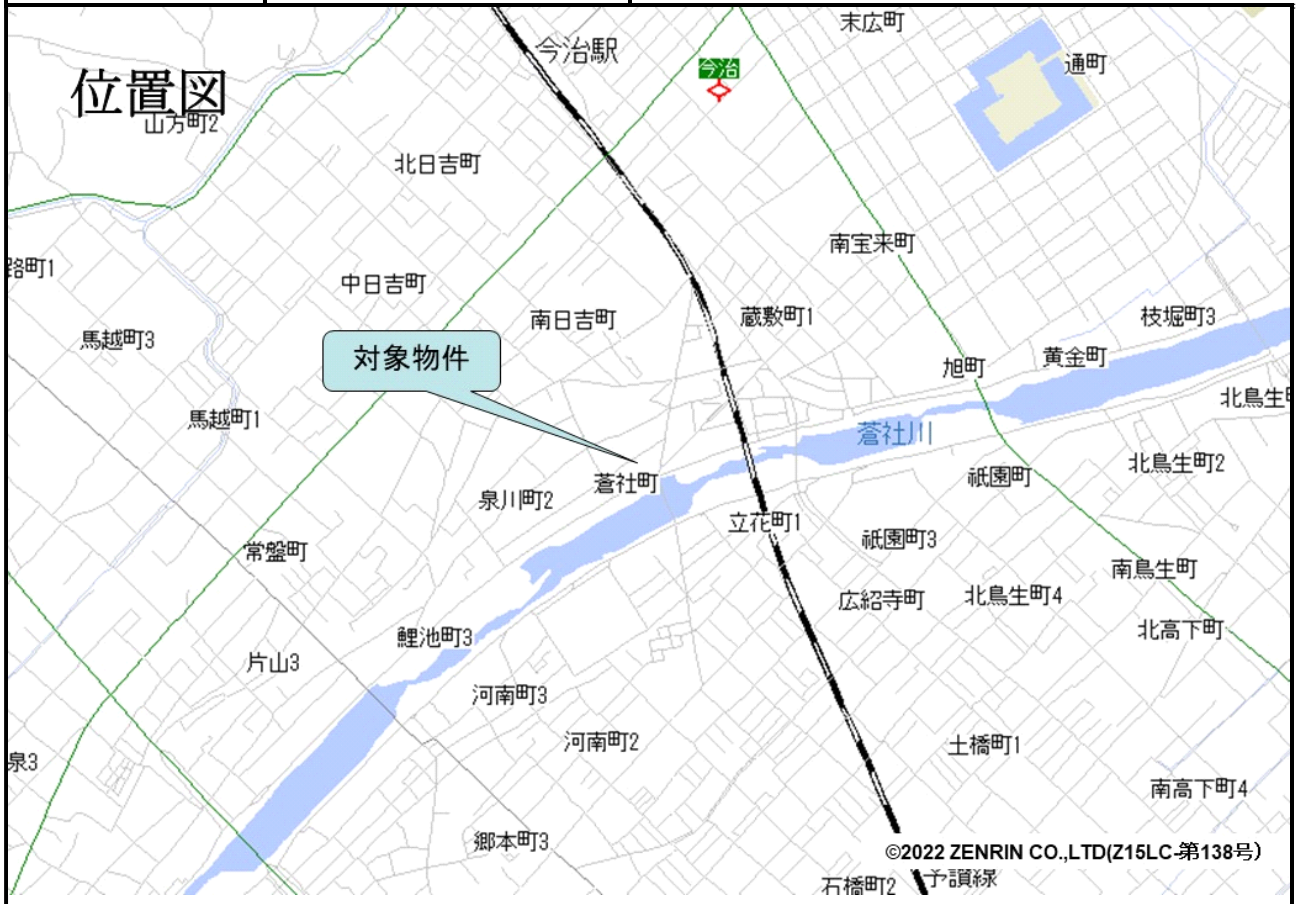 末広町
今治駅
通町
今治
位置図
山方町2
北日吉町
南宝来町
路町1
中日吉町
南日吉町
蔵敷町1
枝堀町3
馬越町3
対象物件
旭町
黄金町
北鳥生
馬越町1
蒼社川
北鳥生町2
祇園町
蒼社町
泉川町2
立花町1
祇園町3
常盤町
南鳥生町
広紹寺町
北鳥生町4
北高下町
鯉池町3
片山3
河南町3
河南町2
土橋町1
泉3
南高下町4
郷本町3
©2022 ZENRIN CO.,LTD(Z15LC-第138号)
石橋町2
予讃線